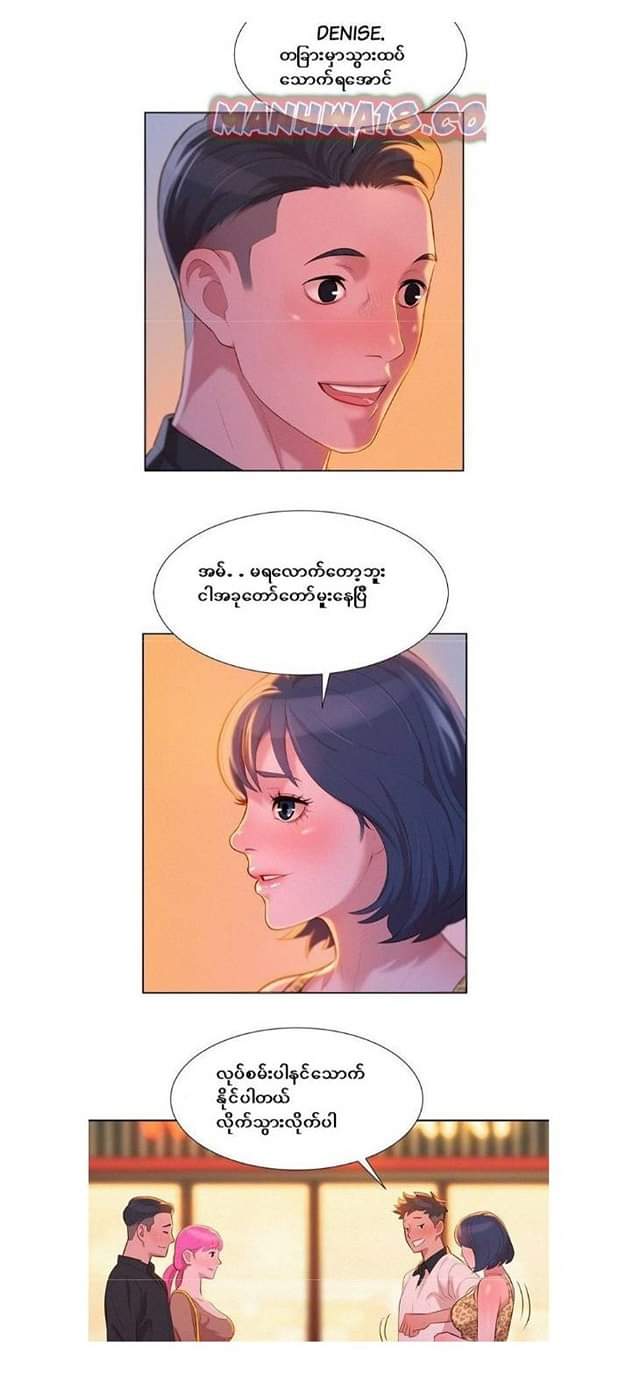 DENISE.
တခြားမှာသွားထပ်
သောက်ရအောင်
MANHWA18.CO
အမ်. . မရလောက်တော့ဘူး
ငါအခုတော်တော်မူးနေပြီ
လုပ်စမ်းပါနင်သောက်
နိုင်ပါတယ်
လိုက်သွားလိုက်ပါ